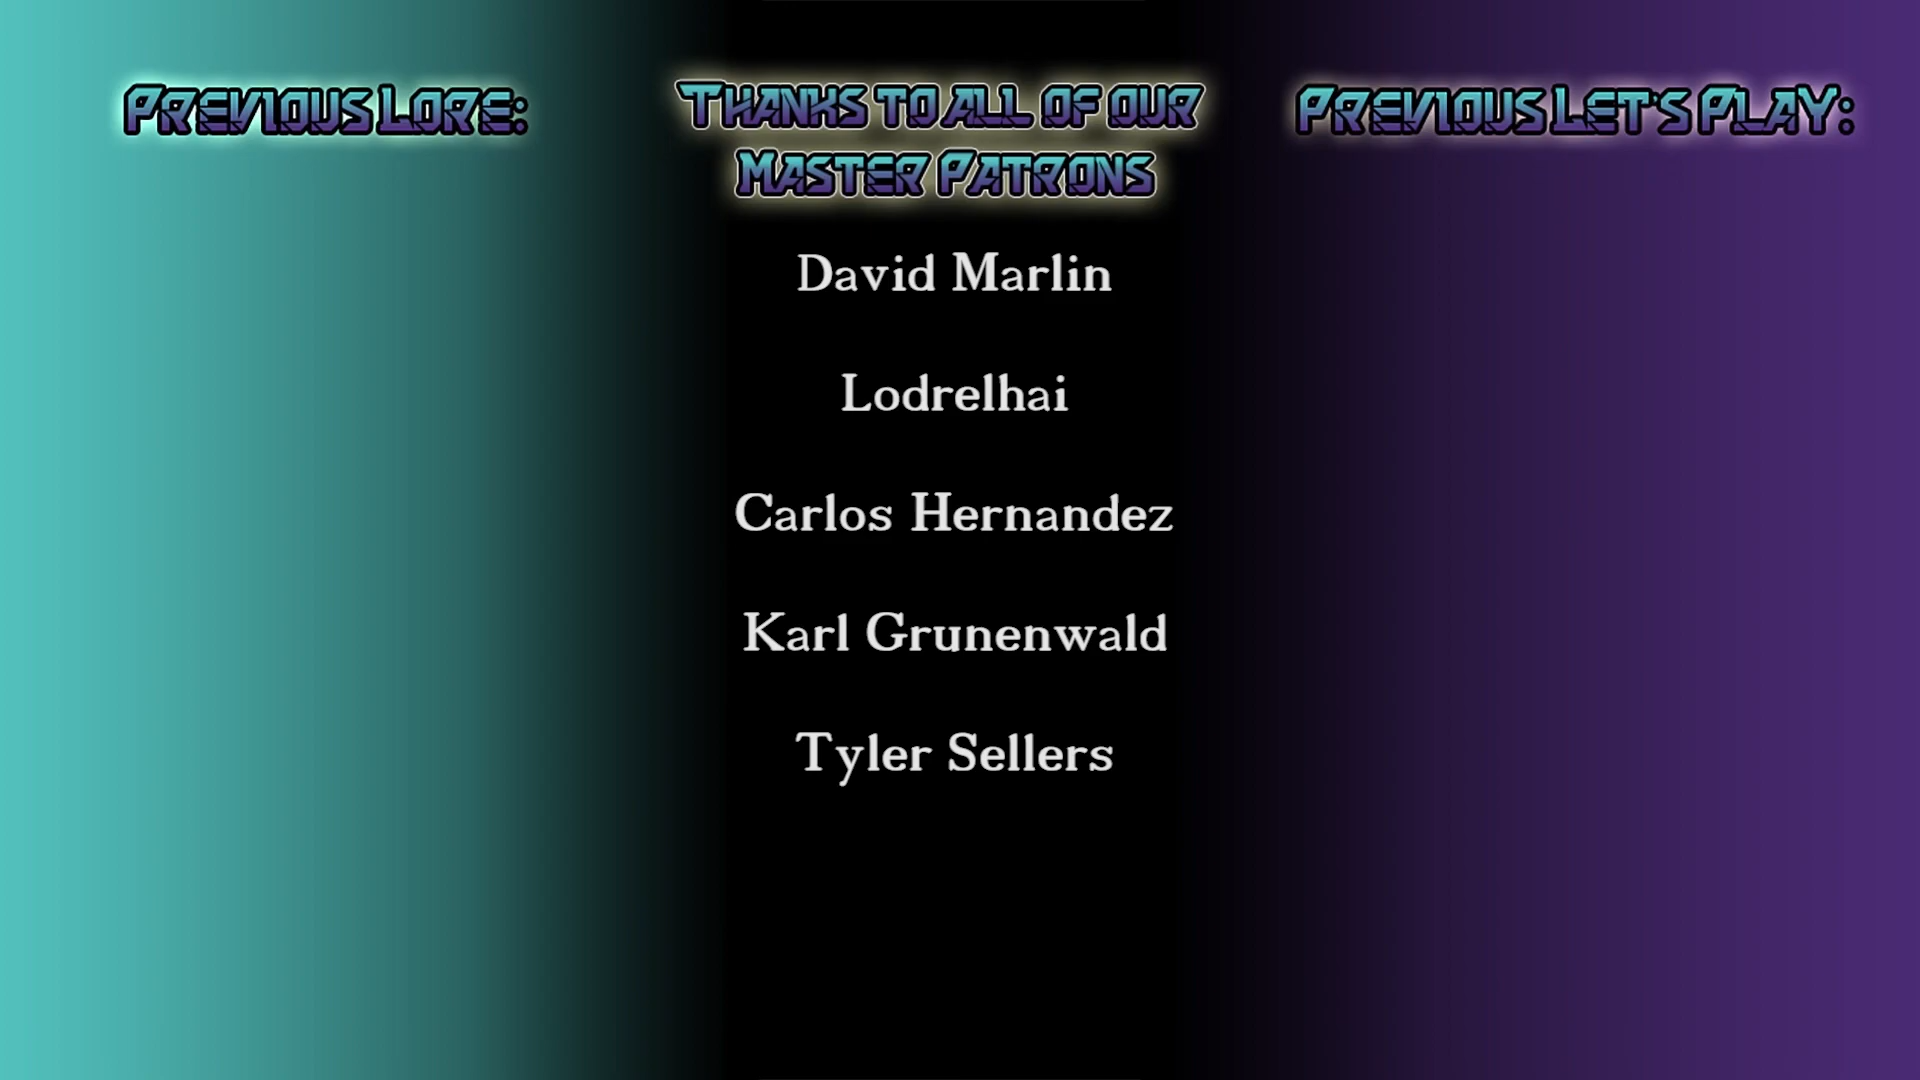 Previous Lore:
Thanks to all of our
Master Patrons
David Marlin
Lodrelhai
Carlos Hernandez
Karl Grunenwald
Tyler Sellers
Previous Let's Play: